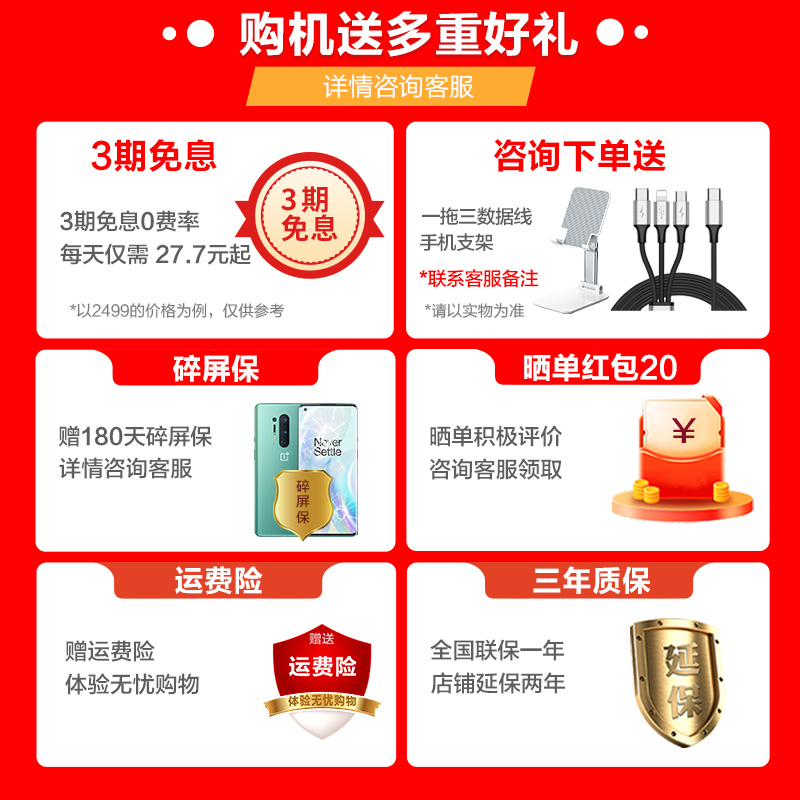 购机送多重好礼
详情咨询客服
3期免息
3期免息0费率
每天仅需 27.7元起
*以2499的价格为例，仅供参考
3期
免息
咨询下单送
一拖三数据线
手机支架
*联系客服备注
*请以实物为准
碎屏保
赠180天碎屏保
详情咨询客服
Never
Settle
碎
屏
保
晒单红包20
晒单积极评价
咨询客服领取
¥
运费险
赠运费险
体验无忧购物
赠送
运费险
体验无忧购物
三年质保
全国联保一年
店铺延保两年
延
保